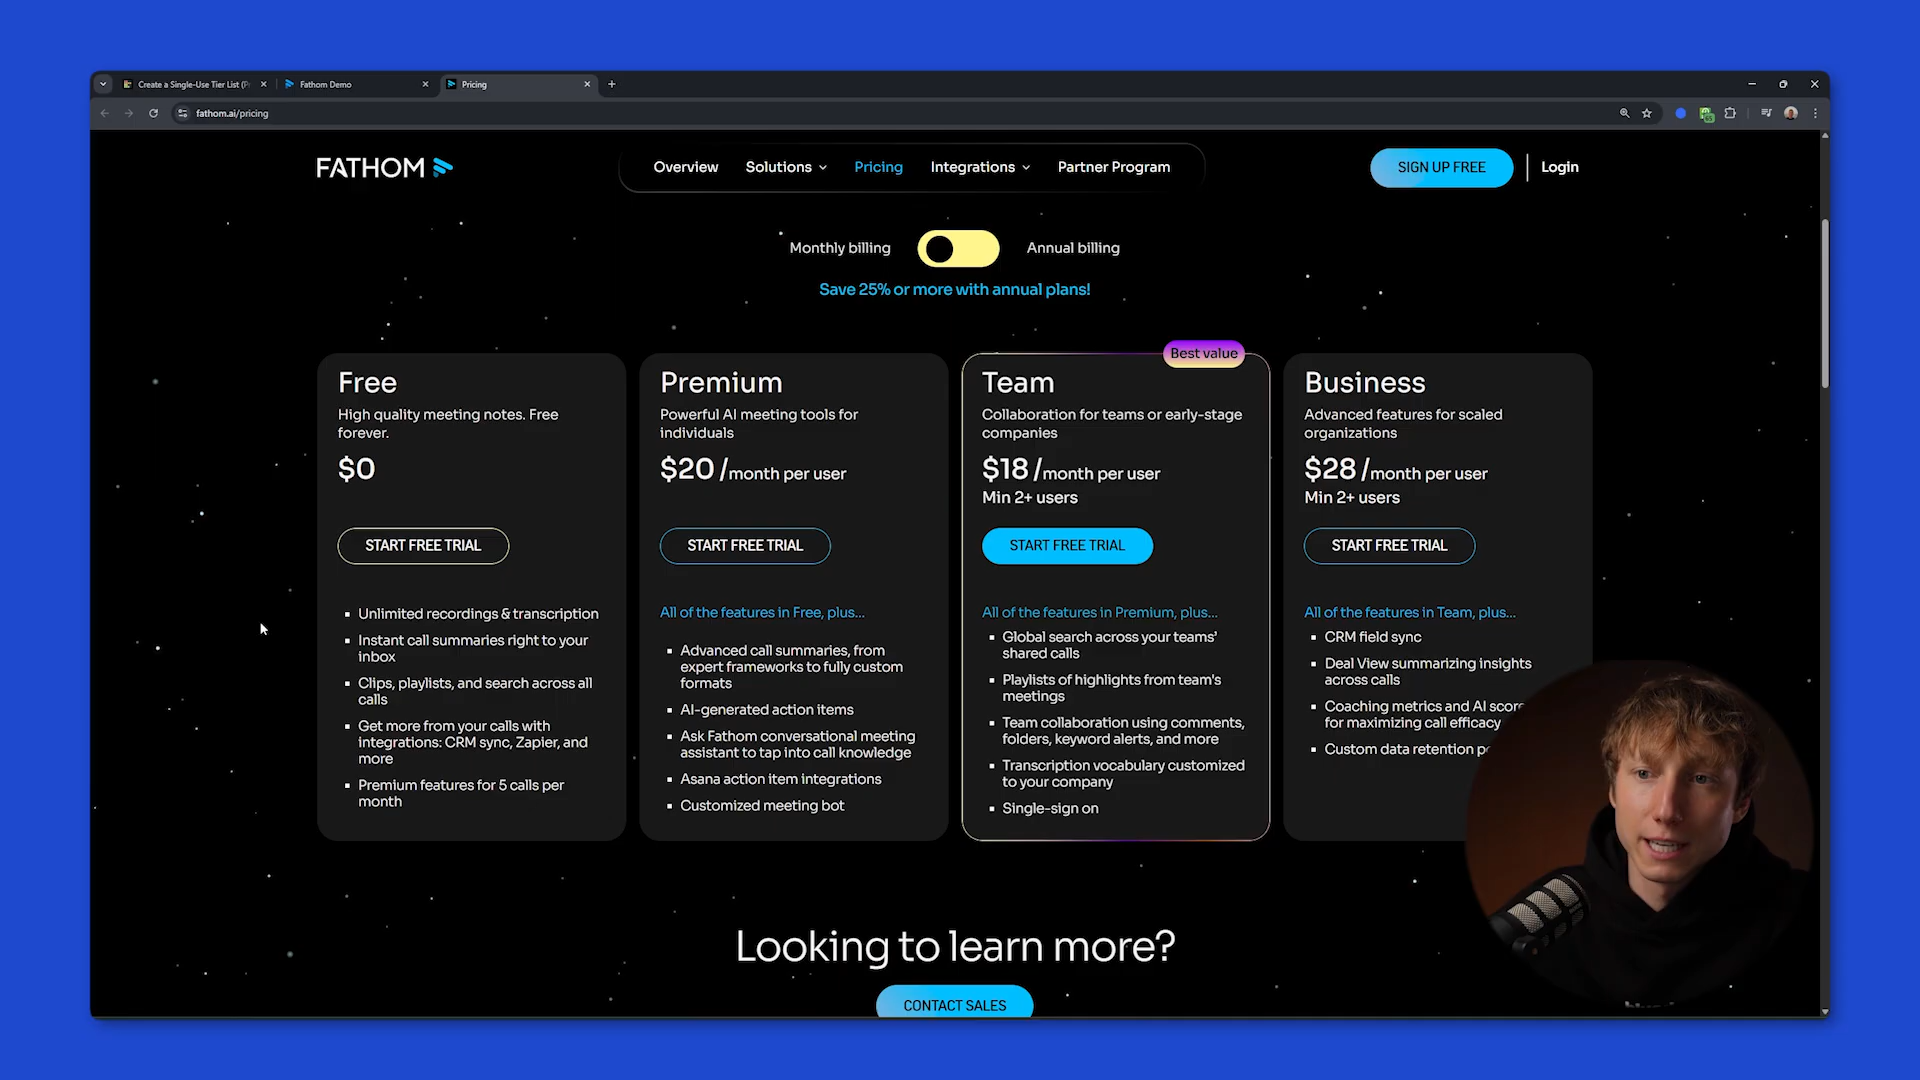 Create a Single-Use Tier List (P
Fathom Demo
Pricing
fathom.ai/pricing
FATHOM
Overview
Solutions
Pricing
Integrations
Partner Program
SIGN UP FREE
Login
Monthly billing
Annual billing
Save 25% or more with annual plans!
Free
High quality meeting notes. Free
forever.
$0
START FREE TRIAL
Unlimited recordings & transcription
Instant call summaries right to your
inbox
Clips, playlists, and search across all
calls
Get more from your calls with
integrations: CRM sync, Zapier, and
more
Premium features for 5 calls per
month
Premium
Powerful AI meeting tools for
individuals
$20 /month per user
START FREE TRIAL
All of the features in Free, plus...
Advanced call summaries, from
expert frameworks to fully custom
formats
AI-generated action items
Ask Fathom conversational meeting
assistant to tap into call knowledge
Asana action item integrations
Customized meeting bot
Best value
Team
Collaboration for teams or early-stage
companies
$18 /month per user
Min 2+ users
START FREE TRIAL
All of the features in Premium, plus...
Global search across your teams'
shared calls
Playlists of highlights from team's
meetings
Team collaboration using comments,
folders, keyword alerts, and more
Transcription vocabulary customized
to your company
Single-sign on
Business
Advanced features for scaled
organizations
$28 /month per user
Min 2+ users
START FREE TRIAL
All of the features in Team, plus...
CRM field sync
Deal View summarizing insights
across calls
Coaching metrics and AI score
for maximizing call efficacy
Custom data retention po
Looking to learn more?
CONTACT SALES